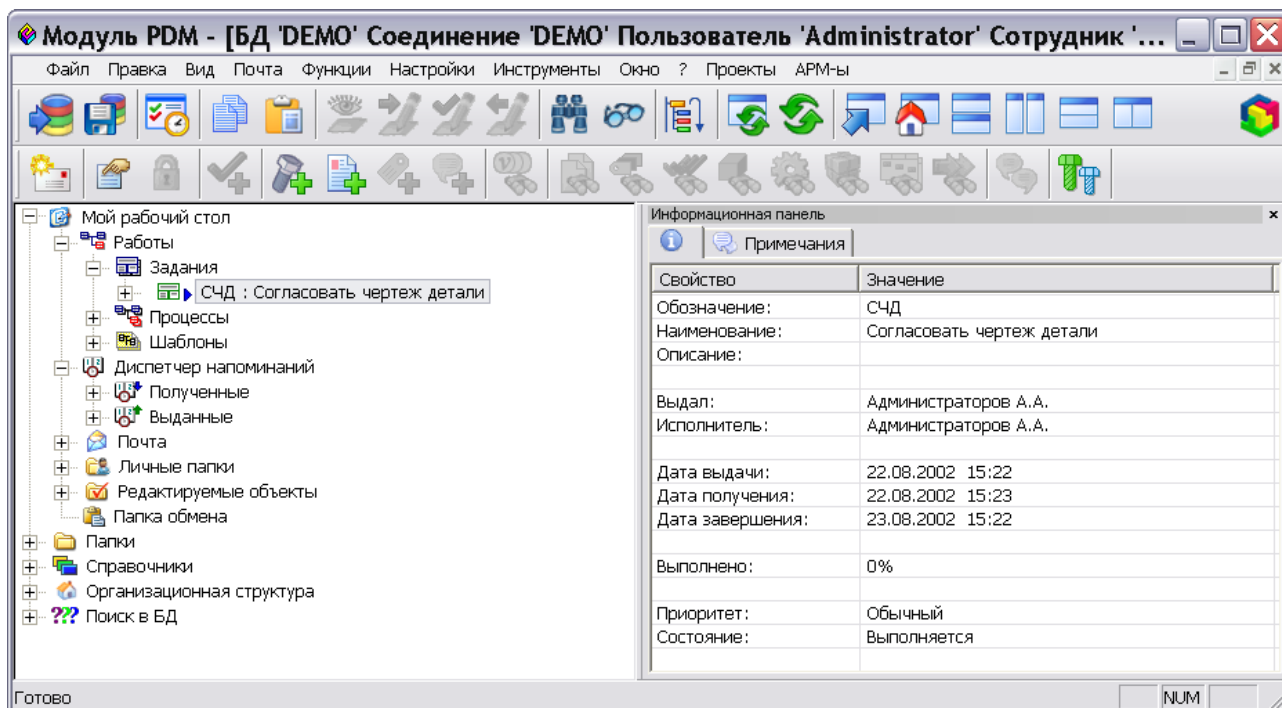 Модуль PDM - [БД 'DEMO' Соединение 'DEMO' Пользователь 'Administrator' Сотрудник '...
Файл Правка Вид Почта Функции Настройки Инструменты Окно ? Проекты АРМ-ы
Мой рабочий стол
Работы
Задания
СЧД : Согласовать чертеж детали
Процессы
Шаблоны
Диспетчер напоминаний
Полученные
Выданные
Почта
Личные папки
Редактируемые объекты
Папка обмена
Папки
Справочники
Организационная структура
??? Поиск в БД
Информационная панель
Примечания
Свойство Значение
Обозначение: СЧД
Наименование: Согласовать чертеж детали
Описание:
Выдал: Администраторов А.А.
Исполнитель: Администраторов А.А.
Дата выдачи: 22.08.2002 15:22
Дата получения: 22.08.2002 15:23
Дата завершения: 23.08.2002 15:22
Выполнено: 0%
Приоритет: Обычный
Состояние: Выполняется
Готово NUM